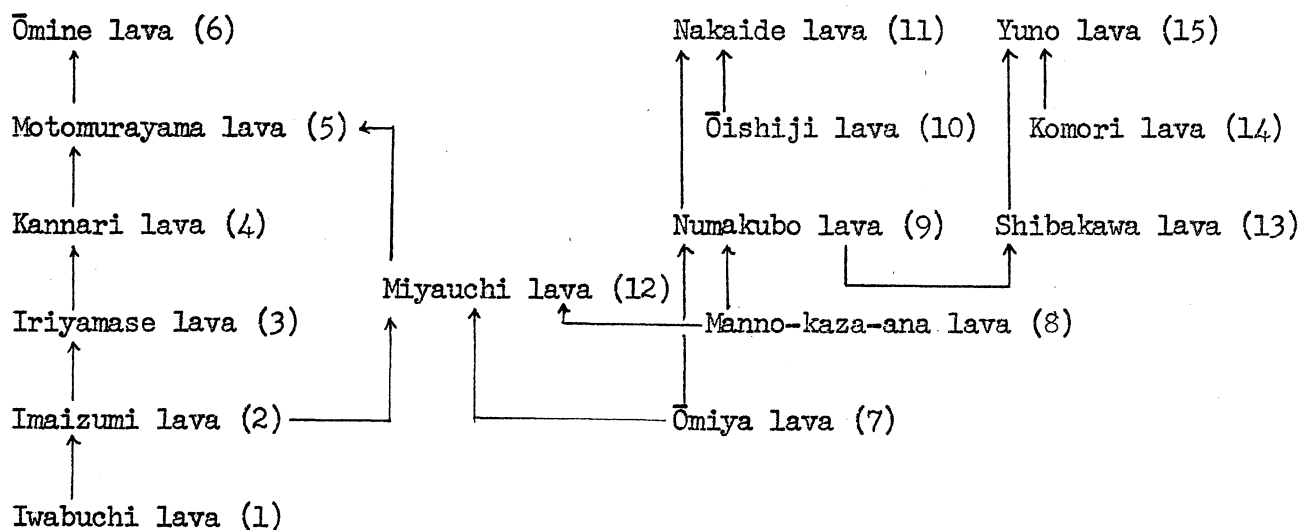 Ōmine lava (6) Nakaide lava (11) Yuno lava (15)
Motomurayama lava (5) Ōishiji lava (10) Komori lava (14)
Kannari lava (4) Numakubo lava (9) Shibakawa lava (13)
Miyauchi lava (12)
Iriyamase lava (3) Manno-kaza-ana lava (8)
Imaizumi lava (2) Ōmiya lava (7)
Iwabuchi lava (1)